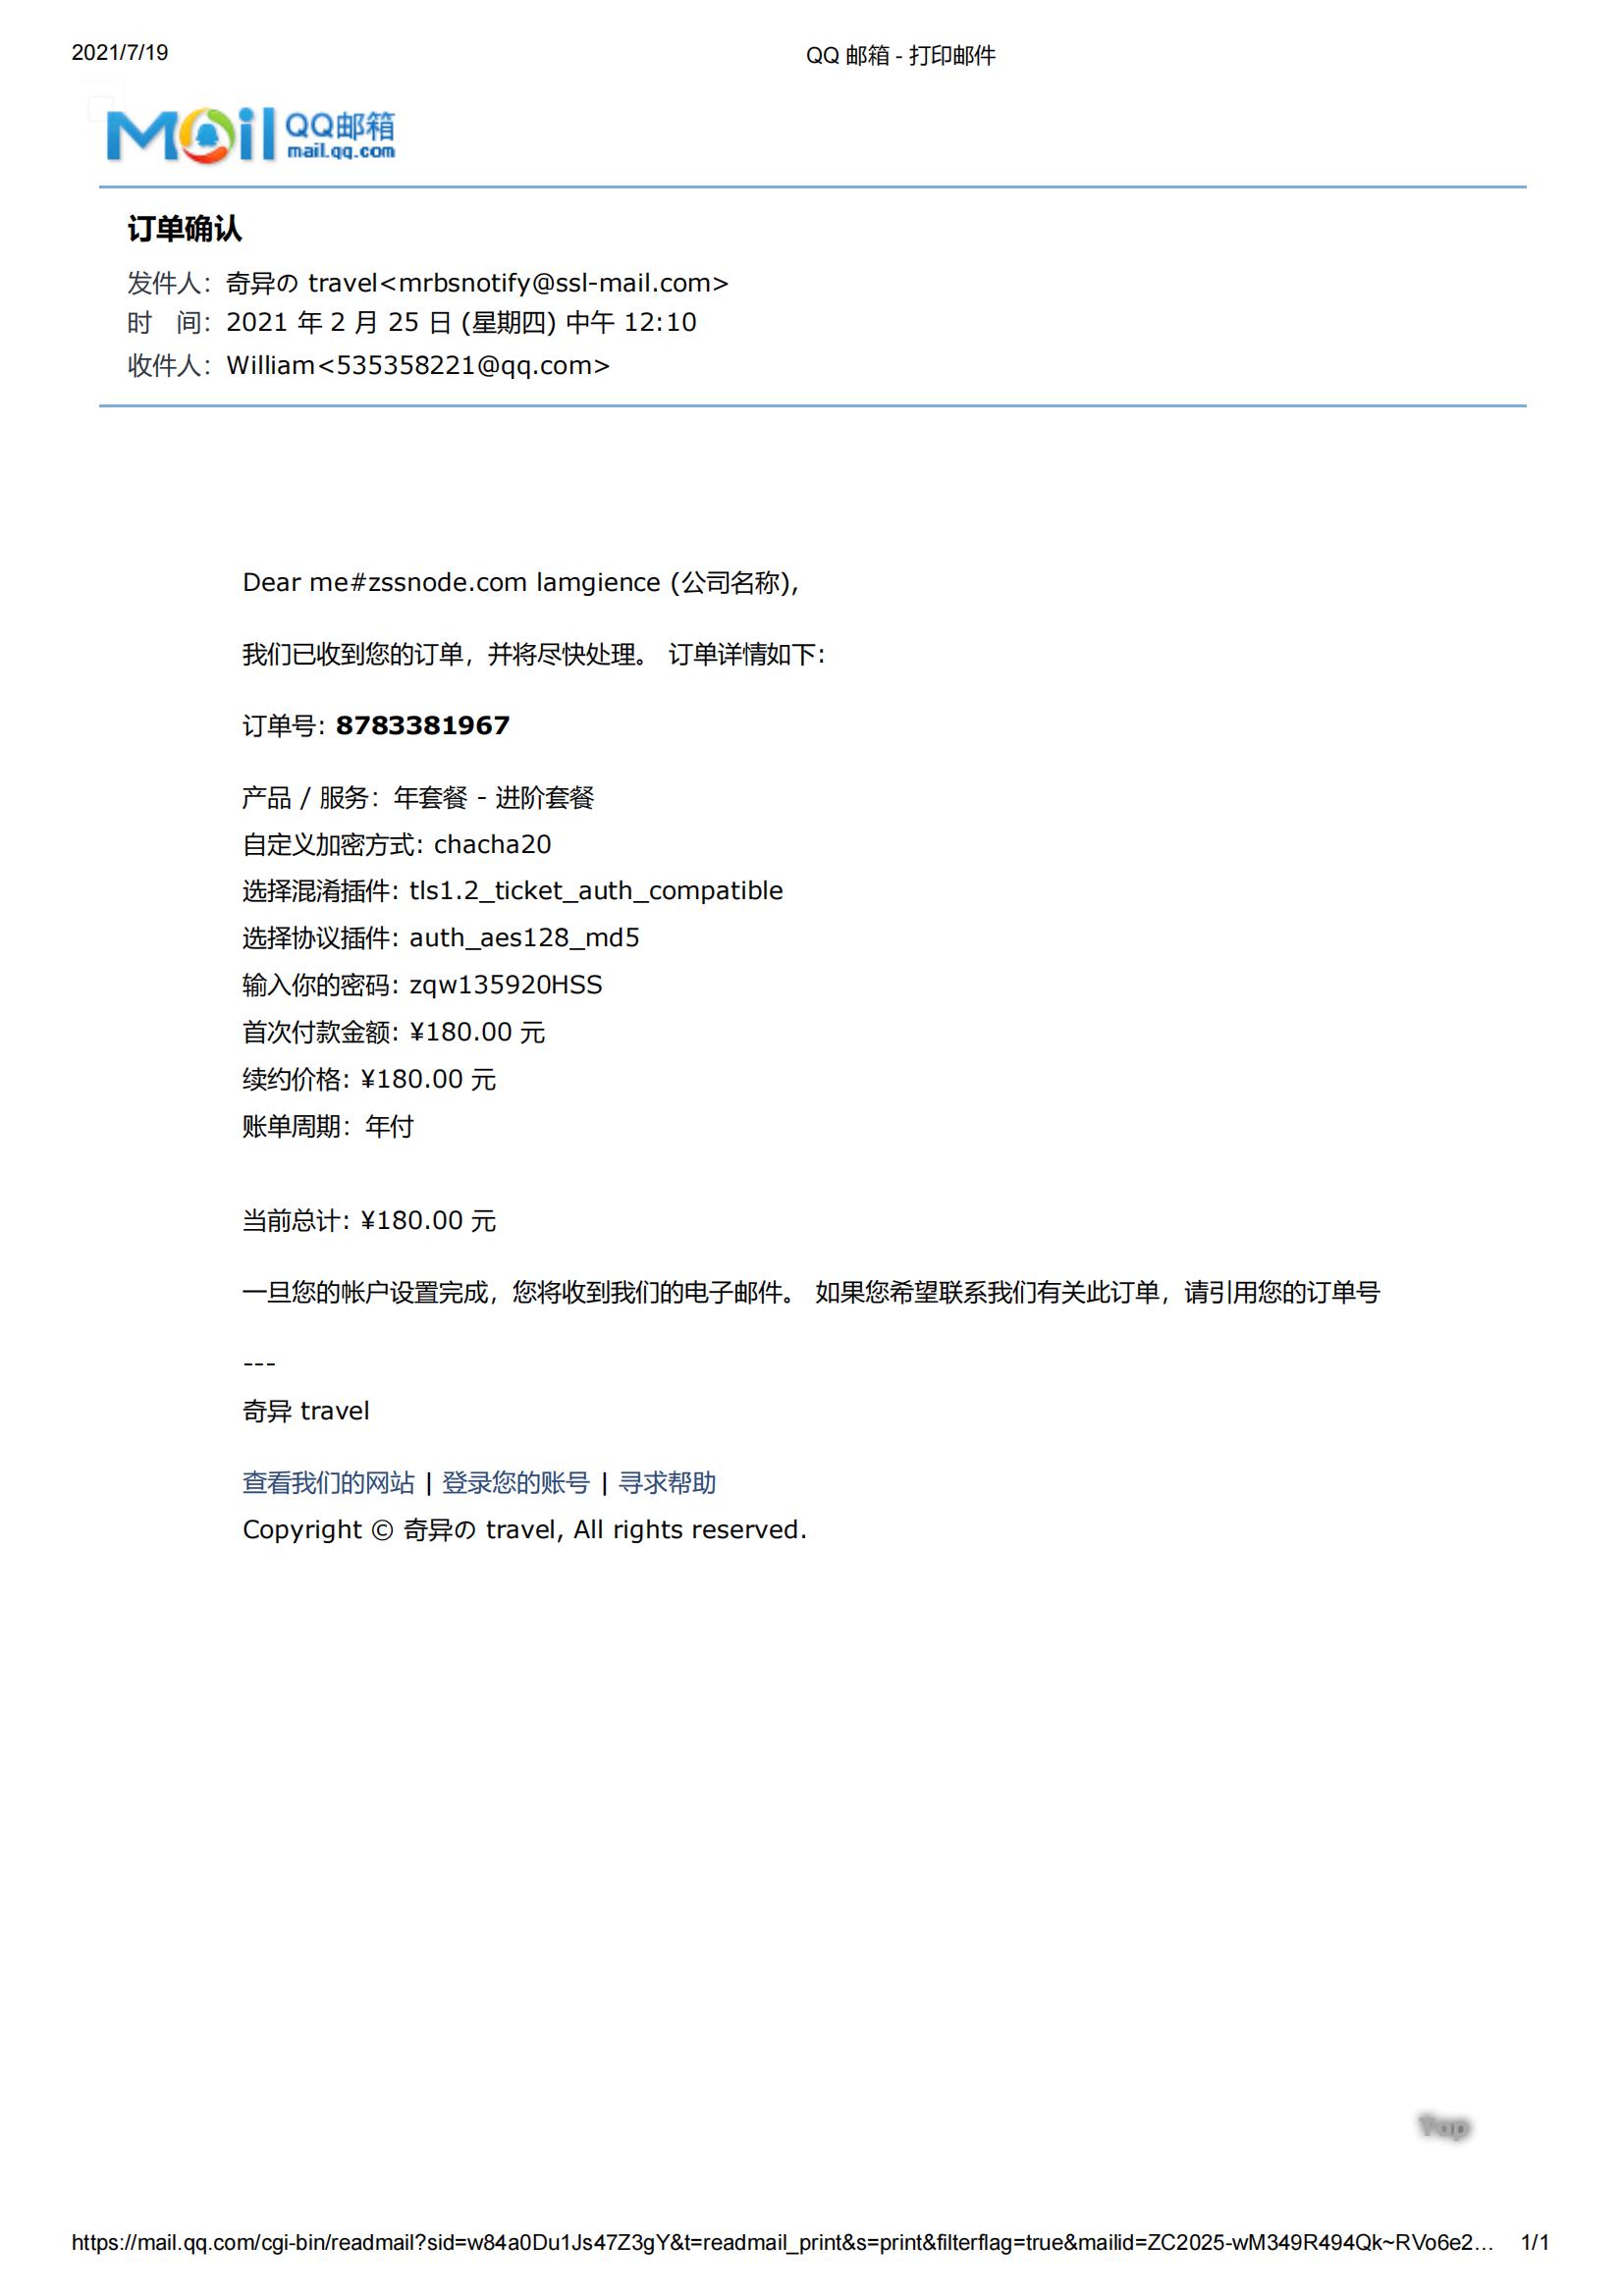 2021/7/19
QQ 邮箱 - 打印邮件
Mail QQ邮箱
mail.qq.com
订单确认
发件人：奇异の travel<mrbsnotify@ssl-mail.com>
时 间：2021 年 2 月 25 日 (星期四) 中午 12:10
收件人：William<535358221@qq.com>
Dear me#zssnode.com lamgience (公司名称),
我们已收到您的订单，并将尽快处理。 订单详情如下:
订单号: 8783381967
产品 / 服务：年套餐 - 进阶套餐
自定义加密方式: chacha20
选择混淆插件: tls1.2_ticket_auth_compatible
选择协议插件: auth_aes128_md5
输入你的密码: zqw135920HSS
首次付款金额: ¥180.00 元
续约价格: ¥180.00 元
账单周期：年付
当前总计: ¥180.00 元
一旦您的帐户设置完成，您将收到我们的电子邮件。 如果您希望联系我们有关此订单，请引用您的订单号
---
奇异 travel
查看我们的网站 | 登录您的账号 | 寻求帮助
Copyright © 奇异の travel, All rights reserved.
Top
https://mail.qq.com/cgi-bin/readmail?sid=w84a0Du1Js47Z3gY&t=readmail_print&s=print&filterflag=true&mailid=ZC2025-wM349R494Qk~RVo6e2… 1/1